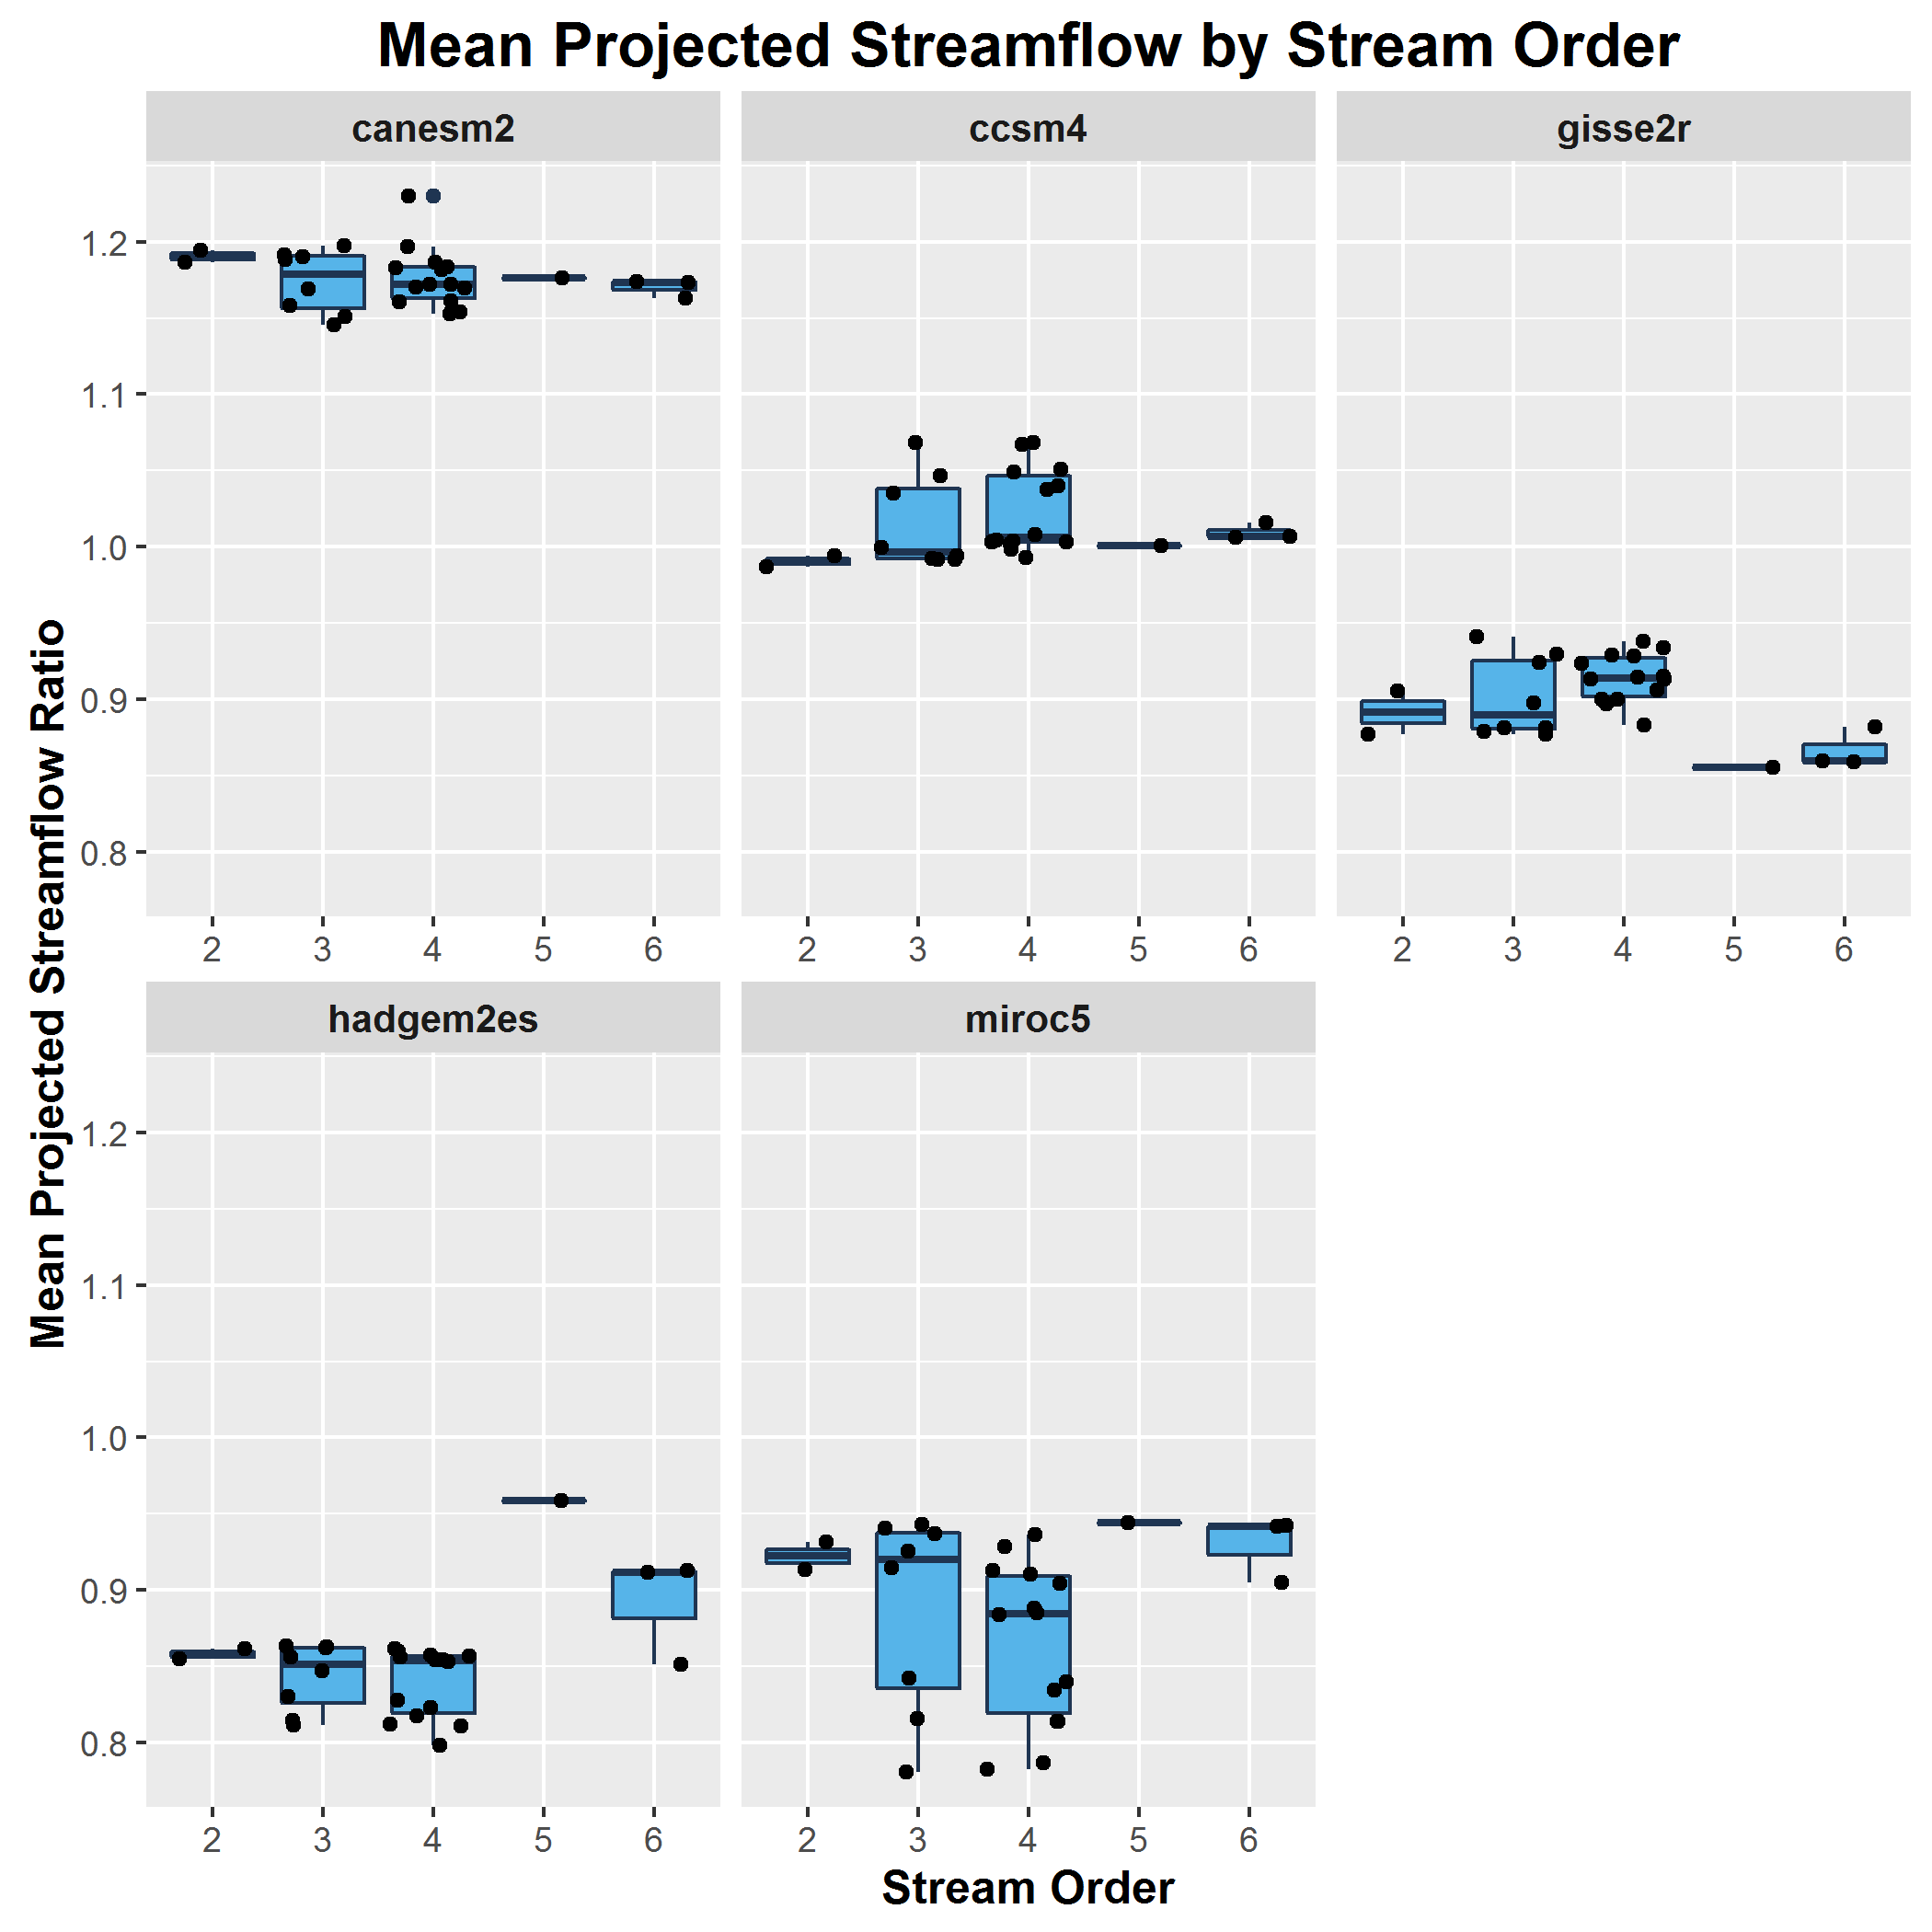 Mean Projected Streamflow by Stream Order
canesm2
ccsm4
gisse2r
1.2
1.1
1.0
0.9
0.8
2 3 4 5 6
2 3 4 5 6
2 3 4 5 6
Mean Projected Streamflow Ratio
hadgem2es
miroc5
1.2
1.1
1.0
0.9
0.8
2 3 4 5 6
2 3 4 5 6
Stream Order